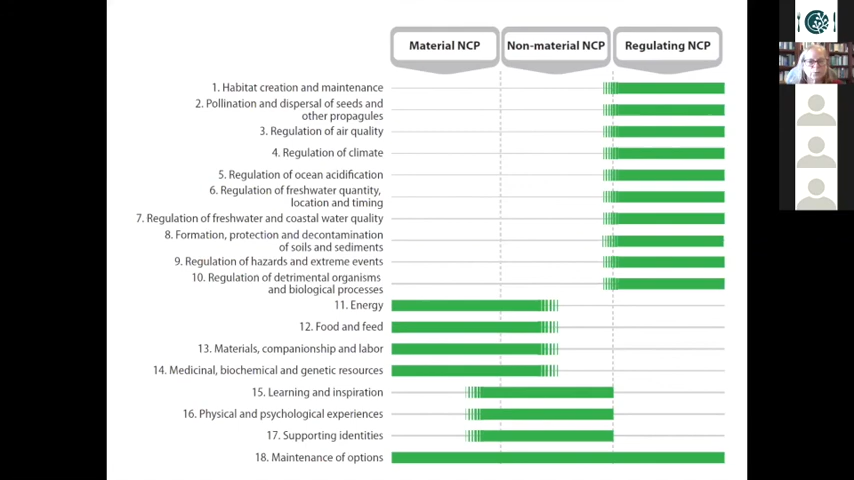 Material NCP
Non-material NCP
Regulating NCP
1. Habitat creation and maintenance
2. Pollination and dispersal of seeds and
other propagules
3. Regulation of air quality
4. Regulation of climate
5. Regulation of ocean acidification
6. Regulation of freshwater quantity,
location and timing
7. Regulation of freshwater and coastal water quality
8. Formation, protection and decontamination
of soils and sediments
9. Regulation of hazards and extreme events
10. Regulation of detrimental organisms
and biological processes
11. Energy
12. Food and feed
13. Materials, companionship and labor
14. Medicinal, biochemical and genetic resources
15. Learning and inspiration
16. Physical and psychological experiences
17. Supporting identities
18. Maintenance of options